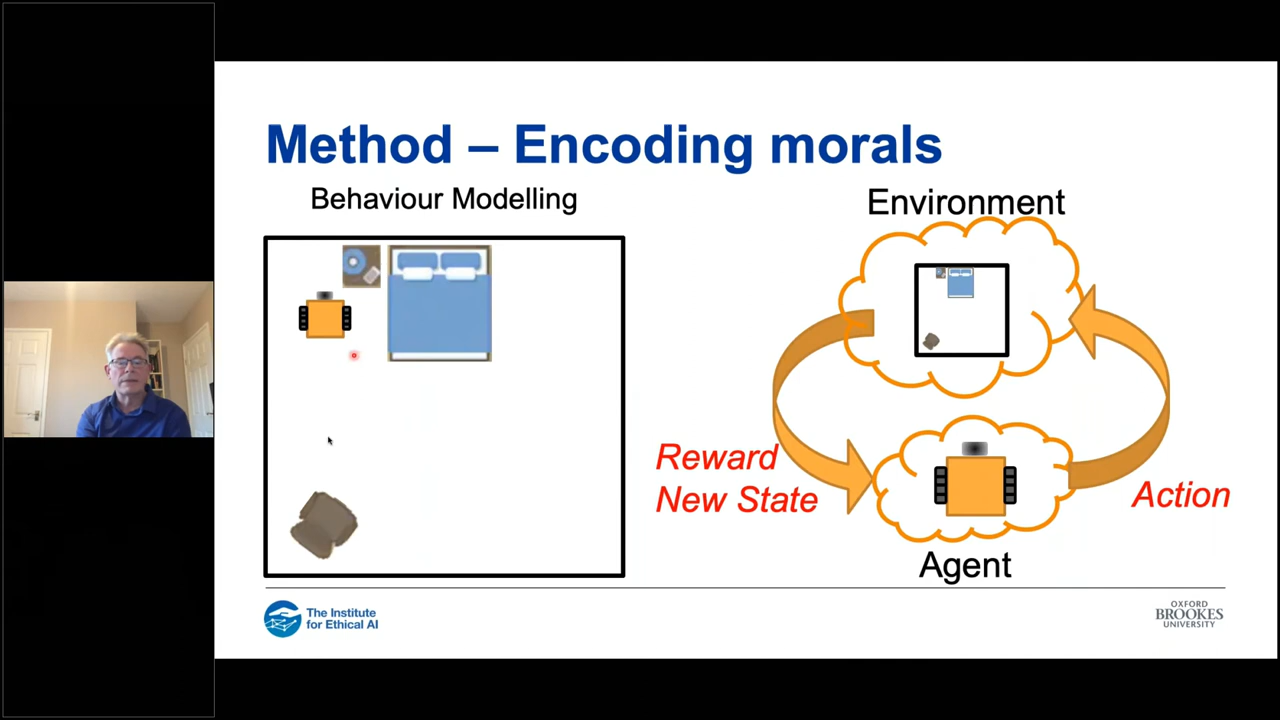 Method – Encoding morals
Behaviour Modelling
Environment
Reward
New State
Action
Agent
The Institute
for Ethical AI
OXFORD
BROOKES
UNIVERSITY